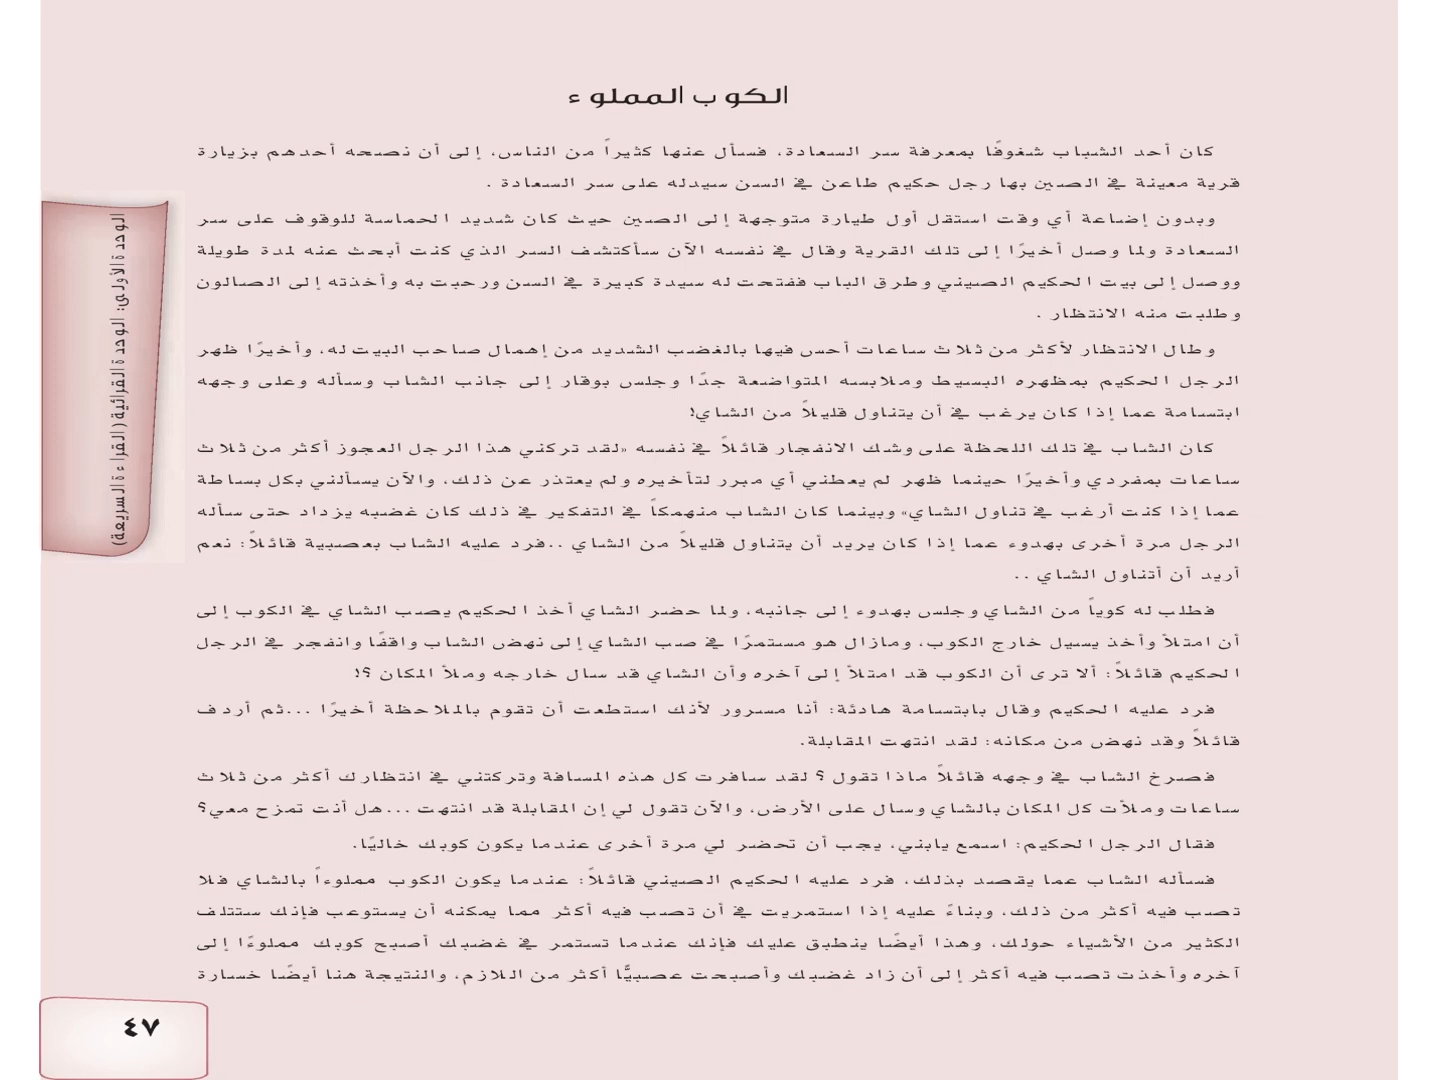 الكوب المملوء
كان أحد الشباب شغوفًا بمعرفة سر السعادة، فسأل عنها كثيراً من الناس، إلى أن نصحه أحدهم بزيارة
قرية معينة في الصين بها رجل حكيم طاعن في السن سيدله على سر السعادة .
وبدون إضاعة أي وقت استقل أول طيارة متوجهة إلى الصين حيث كان شديد الحماسة للوقوف على سر
السعادة ولما وصل أخيرًا إلى تلك القرية وقال في نفسه الآن سأكتشف السر الذي كنت أبحث عنه لمدة طويلة
ووصل إلى بيت الحكيم الصيني وطرق الباب ففتحت له سيدة كبيرة في السن ورحبت به وأخذته إلى الصالون
وطلبت منه الانتظار .
وطال الانتظار لأكثر من ثلاث ساعات أحس فيها بالغضب الشديد من إهمال صاحب البيت له، وأخيرًا ظهر
الرجل الحكيم بمظهره البسيط وملابسه المتواضعة جدًا وجلس بوقار إلى جانب الشاب وسأله وعلى وجهه
ابتسامة عما إذا كان يرغب في أن يتناول قليلاً من الشاي!
كان الشاب في تلك اللحظة على وشك الانفجار قائلاً في نفسه «لقد تركني هذا الرجل العجوز أكثر من ثلاث
ساعات بمفردي وأخيرًا حينما ظهر لم يعطني أي مبرر لتأخيره ولم يعتذر عن ذلك، والآن يسألني بكل بساطة
عما إذا كنت أرغب في تناول الشاي» وبينما كان الشاب منهمكاً في التفكير في ذلك كان غضبه يزداد حتى سأله
الرجل مرة أخرى بهدوء عما إذا كان يريد أن يتناول قليلاً من الشاي ..فرد عليه الشاب بعصبية قائلاً: نعم
أريد أن أتناول الشاي ..
فطلب له كوباً من الشاي وجلس بهدوء إلى جانبه، ولما حضر الشاي أخذ الحكيم يصب الشاي في الكوب إلى
أن امتلأ وأخذ يسيل خارج الكوب، ومازال هو مستمرًا في صب الشاي إلى نهض الشاب واقفًا وانفجر في الرجل
الحكيم قائلاً: ألا ترى أن الكوب قد امتلأ إلى آخره وأن الشاي قد سال خارجه وملأ المكان ؟!
فرد عليه الحكيم وقال بابتسامة هادئة: أنا مسرور لأنك استطعت أن تقوم بالملاحظة أخيرًا ...ثم أردف
قائلاً وقد نهض من مكانه: لقد انتهت المقابلة.
فصرخ الشاب في وجهه قائلاً ماذا تقول ؟ لقد سافرت كل هذه المسافة وتركتني في انتظارك أكثر من ثلاث
ساعات وملأت كل المكان بالشاي وسال على الأرض، والآن تقول لي إن المقابلة قد انتهت ...هل أنت تمزح معي؟
فقال الرجل الحكيم: اسمع يابني، يجب أن تحضر لي مرة أخرى عندما يكون كوبك خاليًا.
فسأله الشاب عما يقصد بذلك، فرد عليه الحكيم الصيني قائلاً: عندما يكون الكوب مملوءاً بالشاي فلا
تصب فيه أكثر من ذلك، وبناءً عليه إذا استمريت في أن تصب فيه أكثر مما يمكنه أن يستوعب فإنك ستتلف
الكثير من الأشياء حولك، وهذا أيضًا ينطبق عليك فإنك عندما تستمر في غضبك أصبح كوبك مملوءًا إلى
آخره وأخذت تصب فيه أكثر إلى أن زاد غضبك وأصبحت عصبيًّا أكثر من اللازم، والنتيجة هنا أيضًا خسارة
الوحدة الأولى: الوحدة القرائية (القراءة السريعة)
٤٧